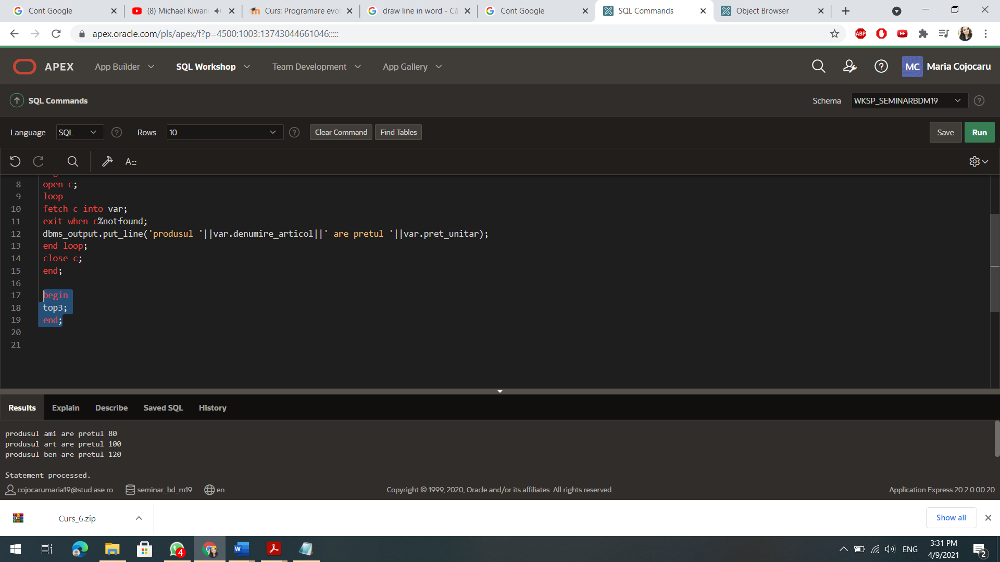 Cont Google
(8) Michael Kiwan
Curs: Programare evol
draw line in word - Că
Cont Google
SQL Commands
Object Browser
apex.oracle.com/pls/apex/f?p=4500:1003:13743044661046:::::
ABP
APEX
App Builder
SQL Workshop
Team Development
App Gallery
MC
Maria Cojocaru
SQL Commands
Schema
WKSP_SEMINARBDM19
Language
SQL
Rows
10
Clear Command
Find Tables
Save
Run
8 open c;
9 loop
10 fetch c into var;
11 exit when c%notfound;
12 dbms_output.put_line('produsul '||var.denumire_articol||' are pretul '||var.pret_unitar);
13 end loop;
14 close c;
15 end;
16
17 begin
18 top3;
19 end;
20
21
Results
Explain
Describe
Saved SQL
History
produsul ami are pretul 80
produsul art are pretul 100
produsul ben are pretul 120
Statement processed.
cojocarumaria19@stud.ase.ro
seminar_bd_m19
en
Copyright © 1999, 2020, Oracle and/or its affiliates. All rights reserved.
Application Express 20.2.0.00.20
Curs_6.zip
Show all
4
ENG
3:31 PM
4/9/2021
2